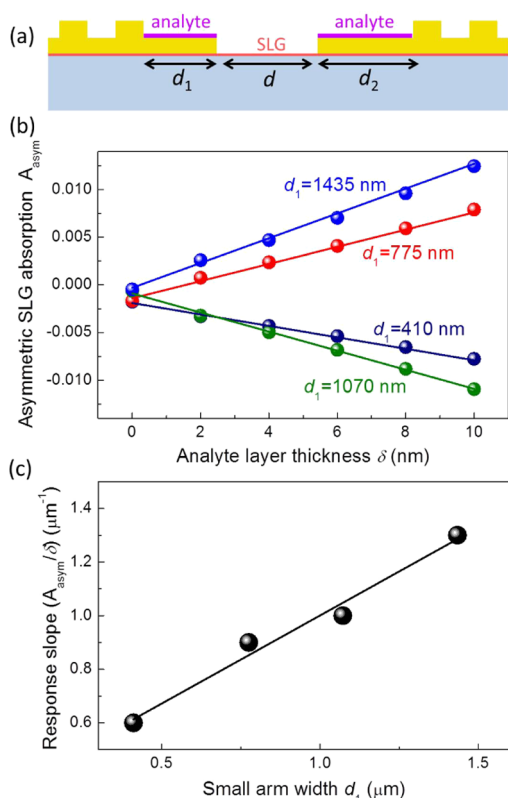 (a)
analyte analyte
SLG
d₁ d d₂
(b)
Asymmetric SLG absorption A_asym
0.010
0.005
0.000
-0.005
-0.010
d₁=1435 nm
d₁=775 nm
d₁=410 nm
d₁=1070 nm
0 2 4 6 8 10
Analyte layer thickness δ (nm)
(c)
Response slope (A_asym/δ) (μm⁻¹)
1.4
1.2
1.0
0.8
0.6
0.5 1.0 1.5
Small arm width d₁ (μm)